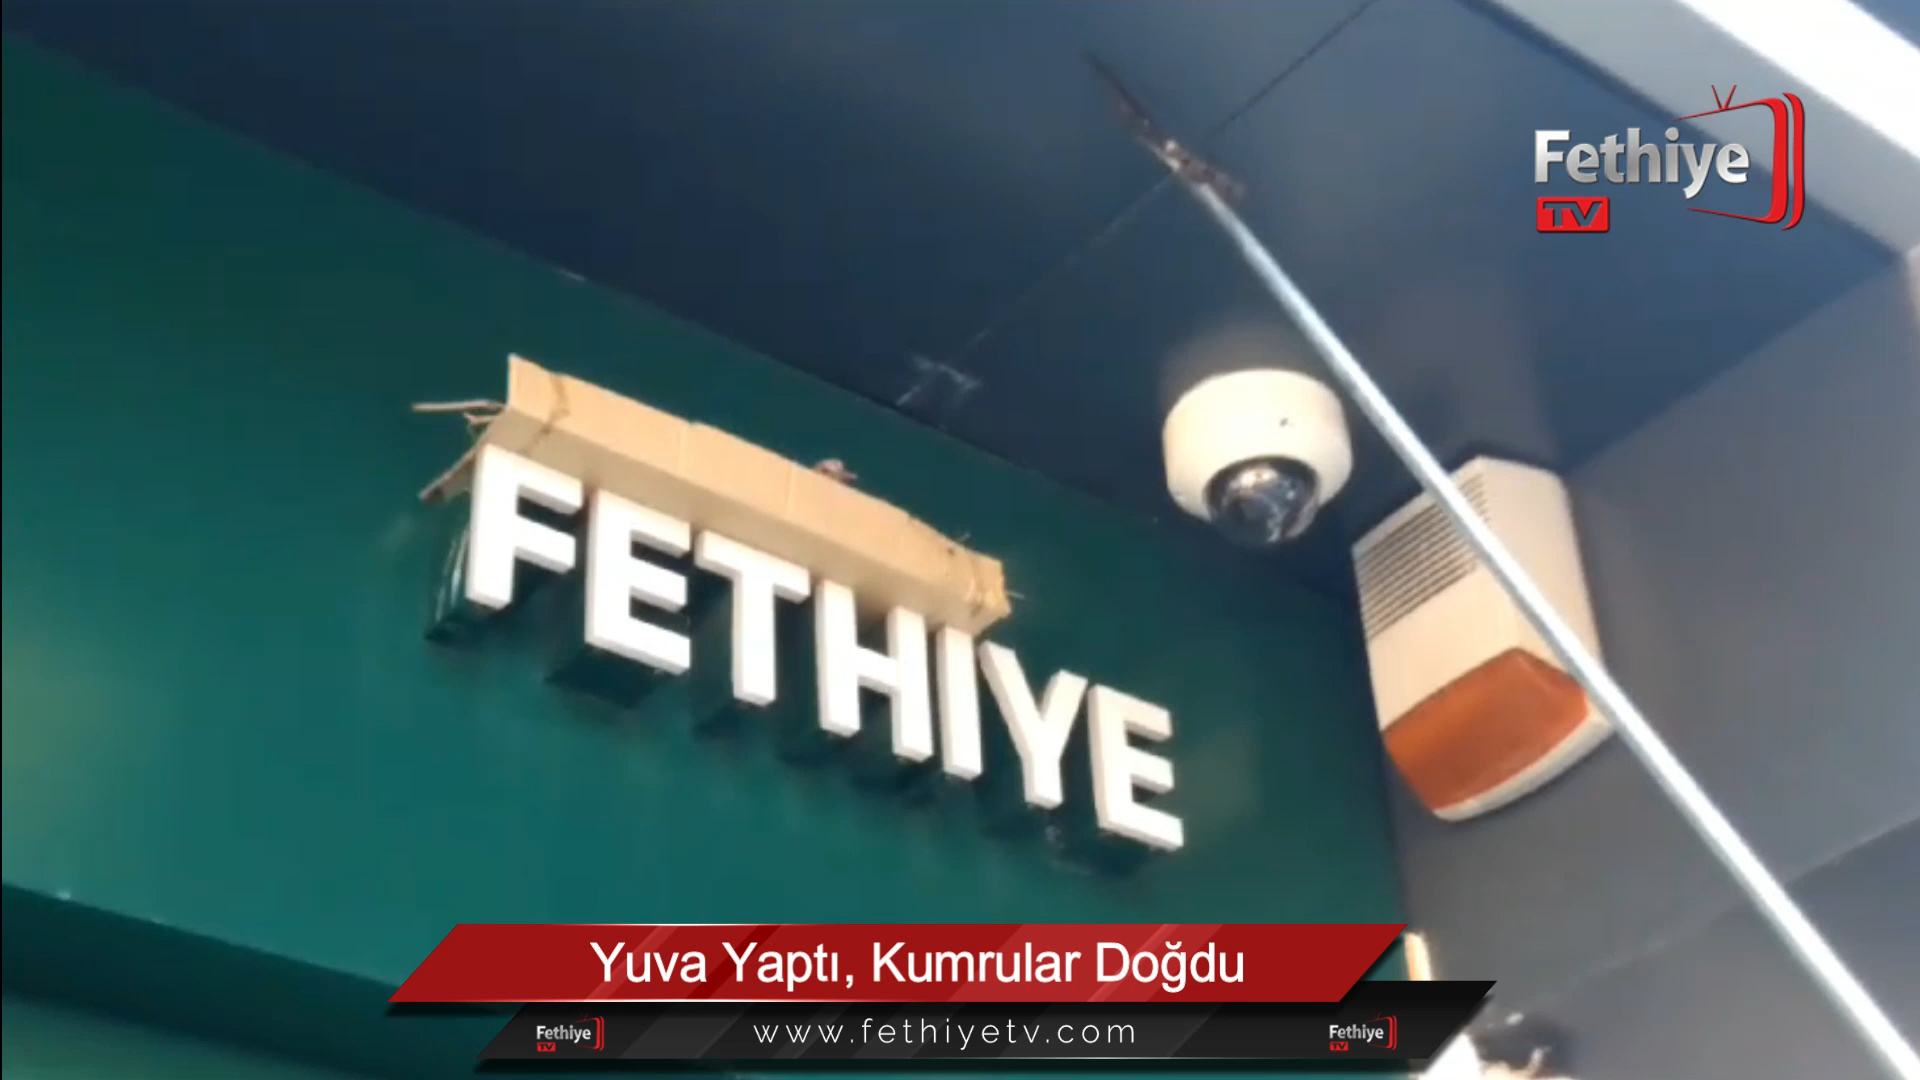 Fethiye
TV
FETHIYE
Yuva Yaptı, Kumrular Doğdu
Fethiye
TV
www.fethiyetv.com
Fethiye
TV